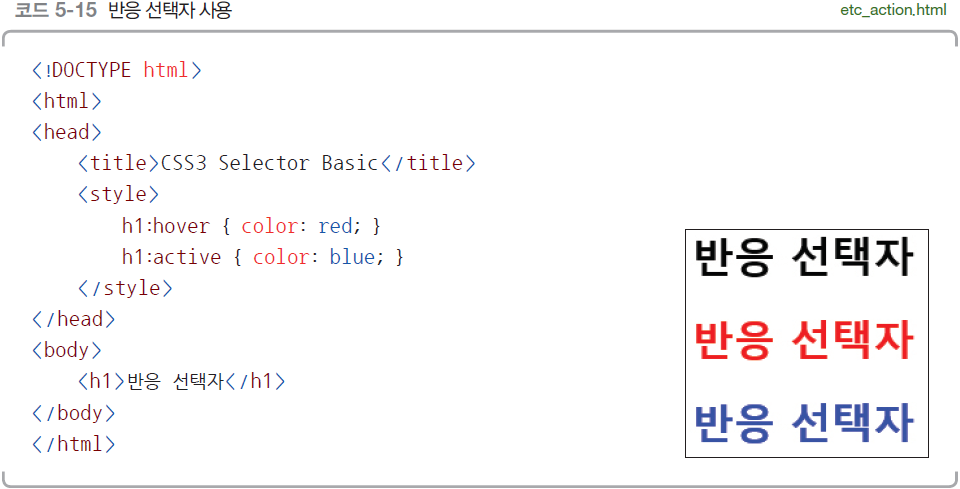 코드 5-15 반응 선택자 사용
etc_action.html
<!DOCTYPE html>
<html>
<head>
<title>CSS3 Selector Basic</title>
<style>
h1:hover { color: red; }
h1:active { color: blue; }
</style>
</head>
<body>
<h1>반응 선택자</h1>
</body>
</html>
반응 선택자
반응 선택자
반응 선택자